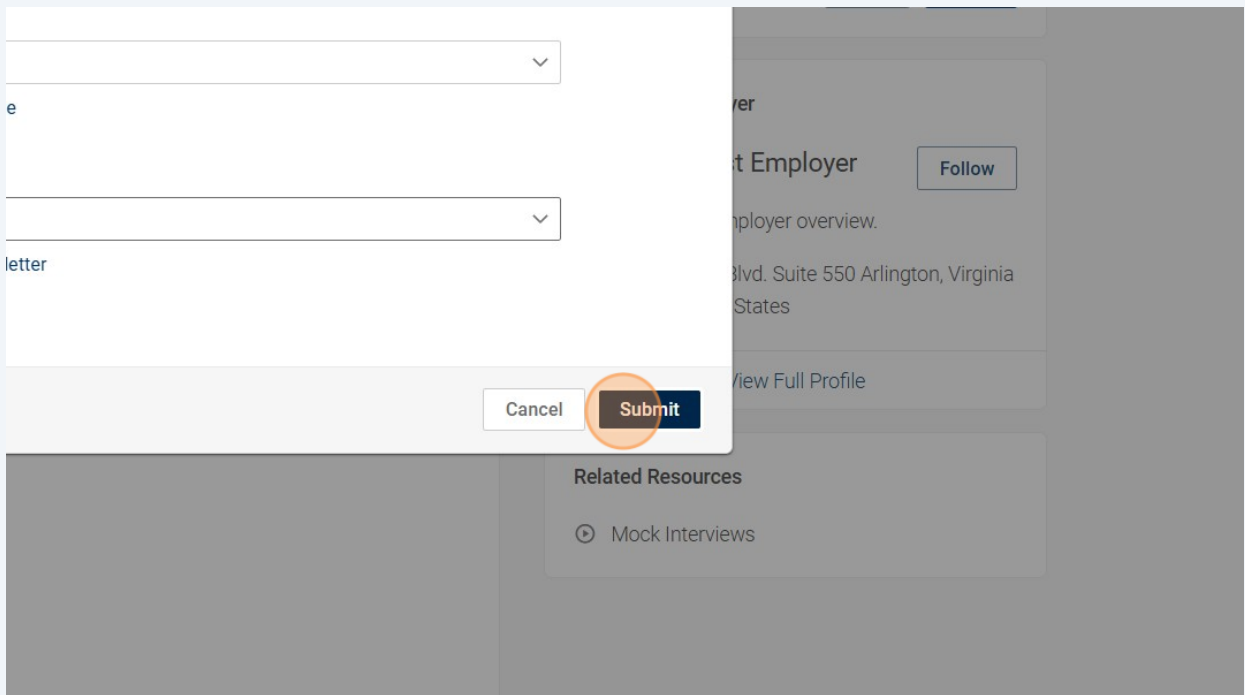 e
yer
t Employer
Follow
mployer overview.
letter
Blvd. Suite 550 Arlington, Virginia
States
View Full Profile
Cancel
Submit
Related Resources
Mock Interviews